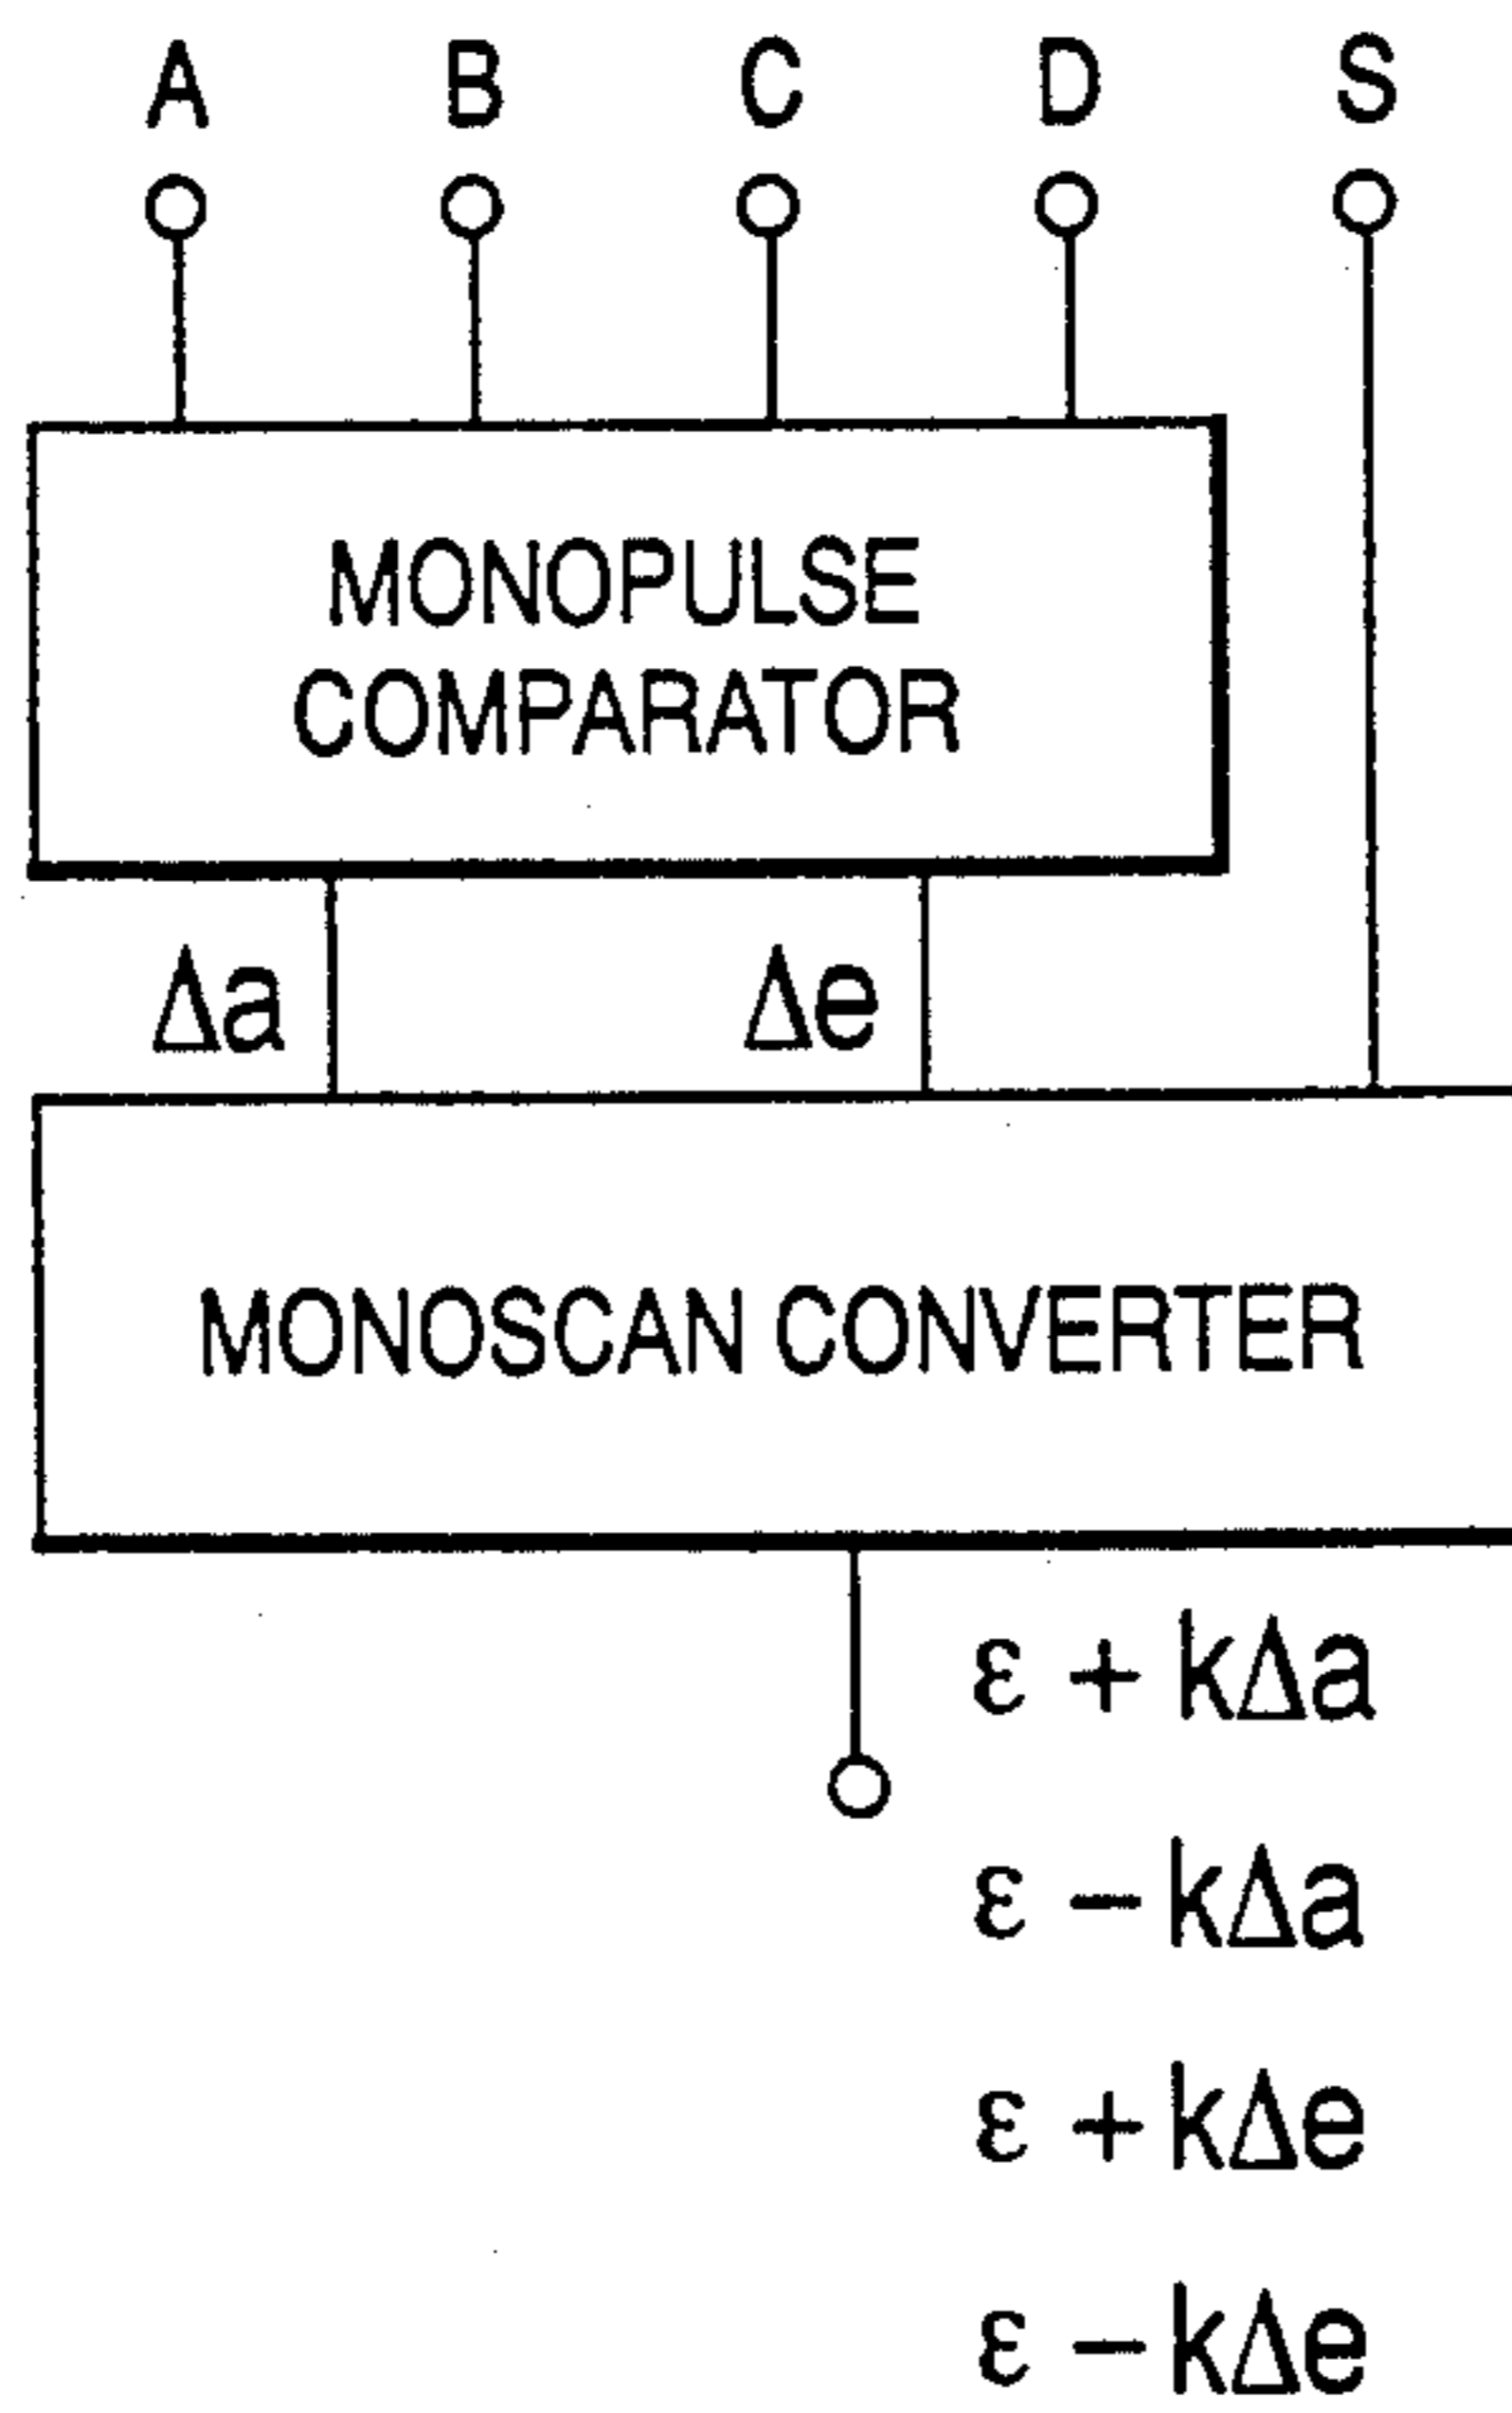 A B C D S
MONOPULSE
COMPARATOR
Δa Δe
MONOSCAN CONVERTER
ε + kΔa
ε − kΔa
ε + kΔe
ε − kΔe